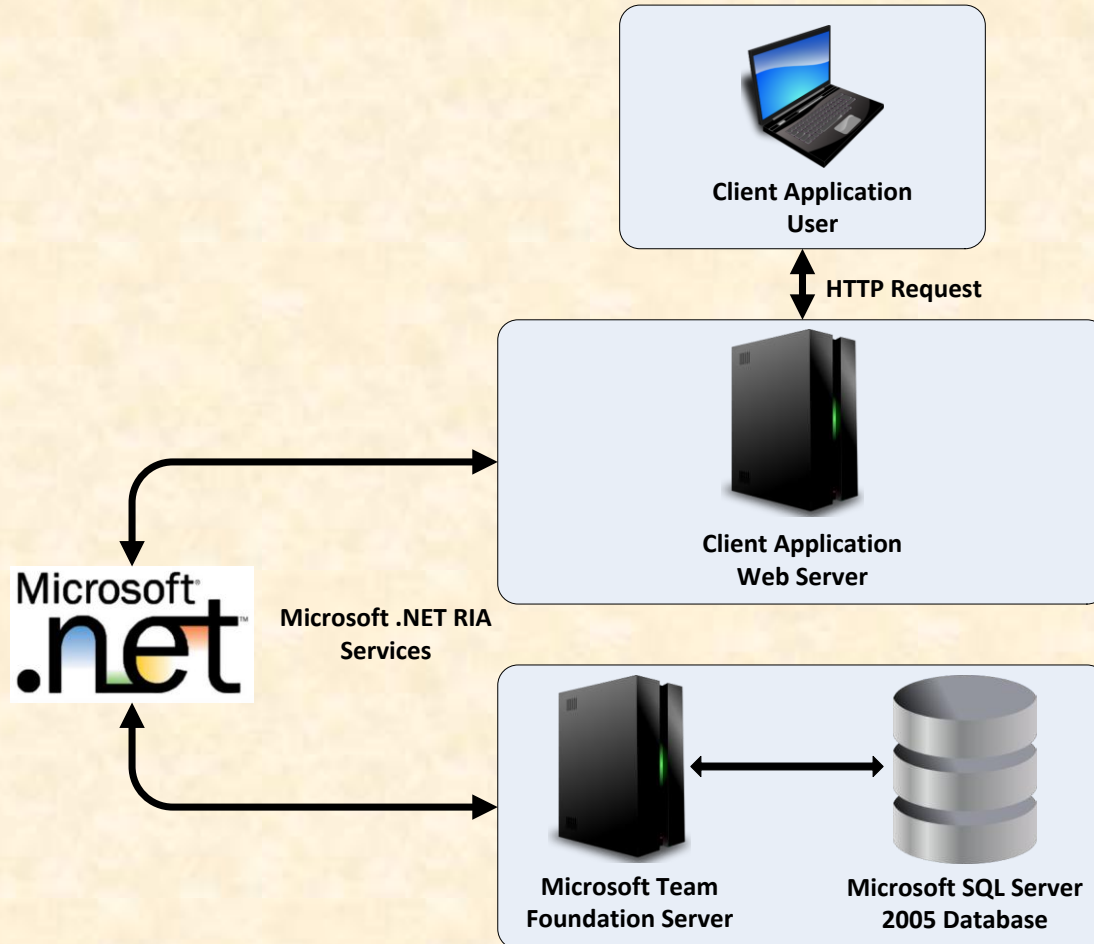 Client Application
User
HTTP Request
Client Application
Web Server
Microsoft®
.net™
Microsoft .NET RIA
Services
Microsoft Team
Foundation Server
Microsoft SQL Server
2005 Database